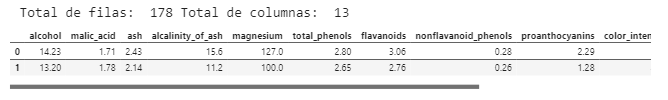 Total de filas: 178 Total de columnas: 13
alcohol malic_acid ash alcalinity_of_ash magnesium total_phenols flavanoids nonflavanoid_phenols proanthocyanins color_inten
0 14.23 1.71 2.43 15.6 127.0 2.80 3.06 0.28 2.29
1 13.20 1.78 2.14 11.2 100.0 2.65 2.76 0.26 1.28